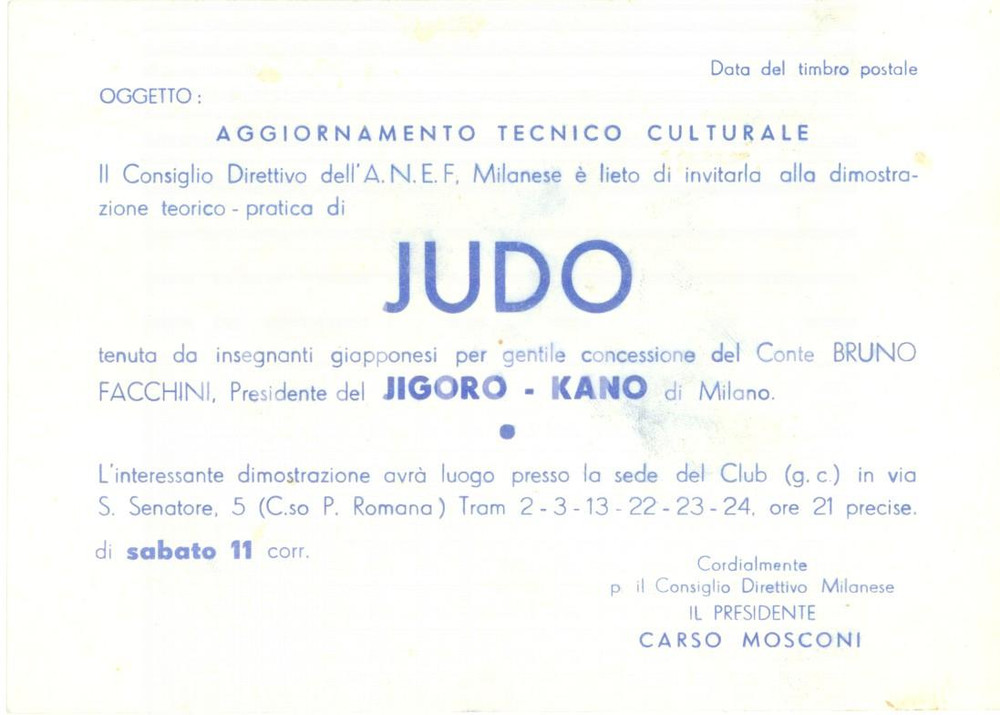 Data del timbro postale
OGGETTO :
AGGIORNAMENTO TECNICO CULTURALE
Il Consiglio Direttivo dell'A.N.E.F, Milanese è lieto di invitarla alla dimostra-
zione teorico - pratica di
JUDO
tenuta da insegnanti giapponesi per gentile concessione del Conte BRUNO
FACCHINI, Presidente del JIGORO - KANO di Milano.
L'interessante dimostrazione avrà luogo presso la sede del Club (g. c.) in via
S. Senatore, 5 (C.so P. Romana) Tram 2 - 3 - 13 - 22 - 23 - 24, ore 21 precise.
di sabato 11 corr.
Cordialmente
p il Consiglio Direttivo Milanese
IL PRESIDENTE
CARSO MOSCONI